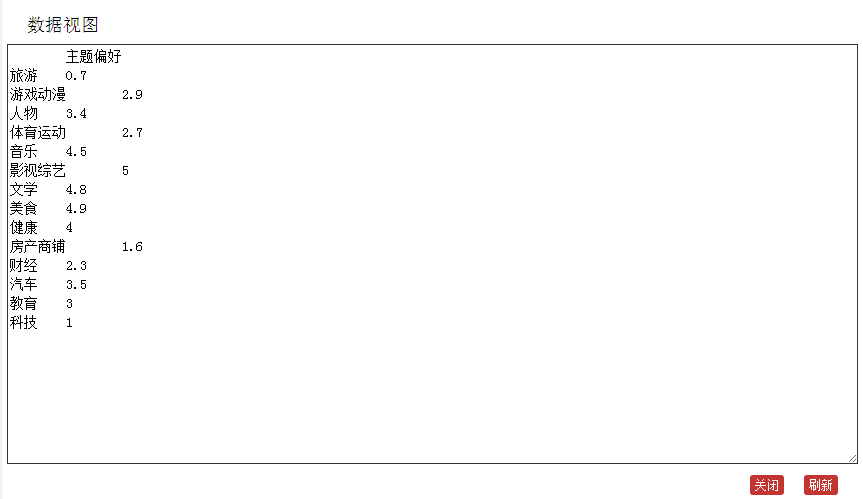 数据视图
主题偏好
旅游 0.7
游戏动漫 2.9
人物 3.4
体育运动 2.7
音乐 4.5
影视综艺 5
文学 4.8
美食 4.9
健康 4
房产商铺 1.6
财经 2.3
汽车 3.5
教育 3
科技 1
关闭 刷新